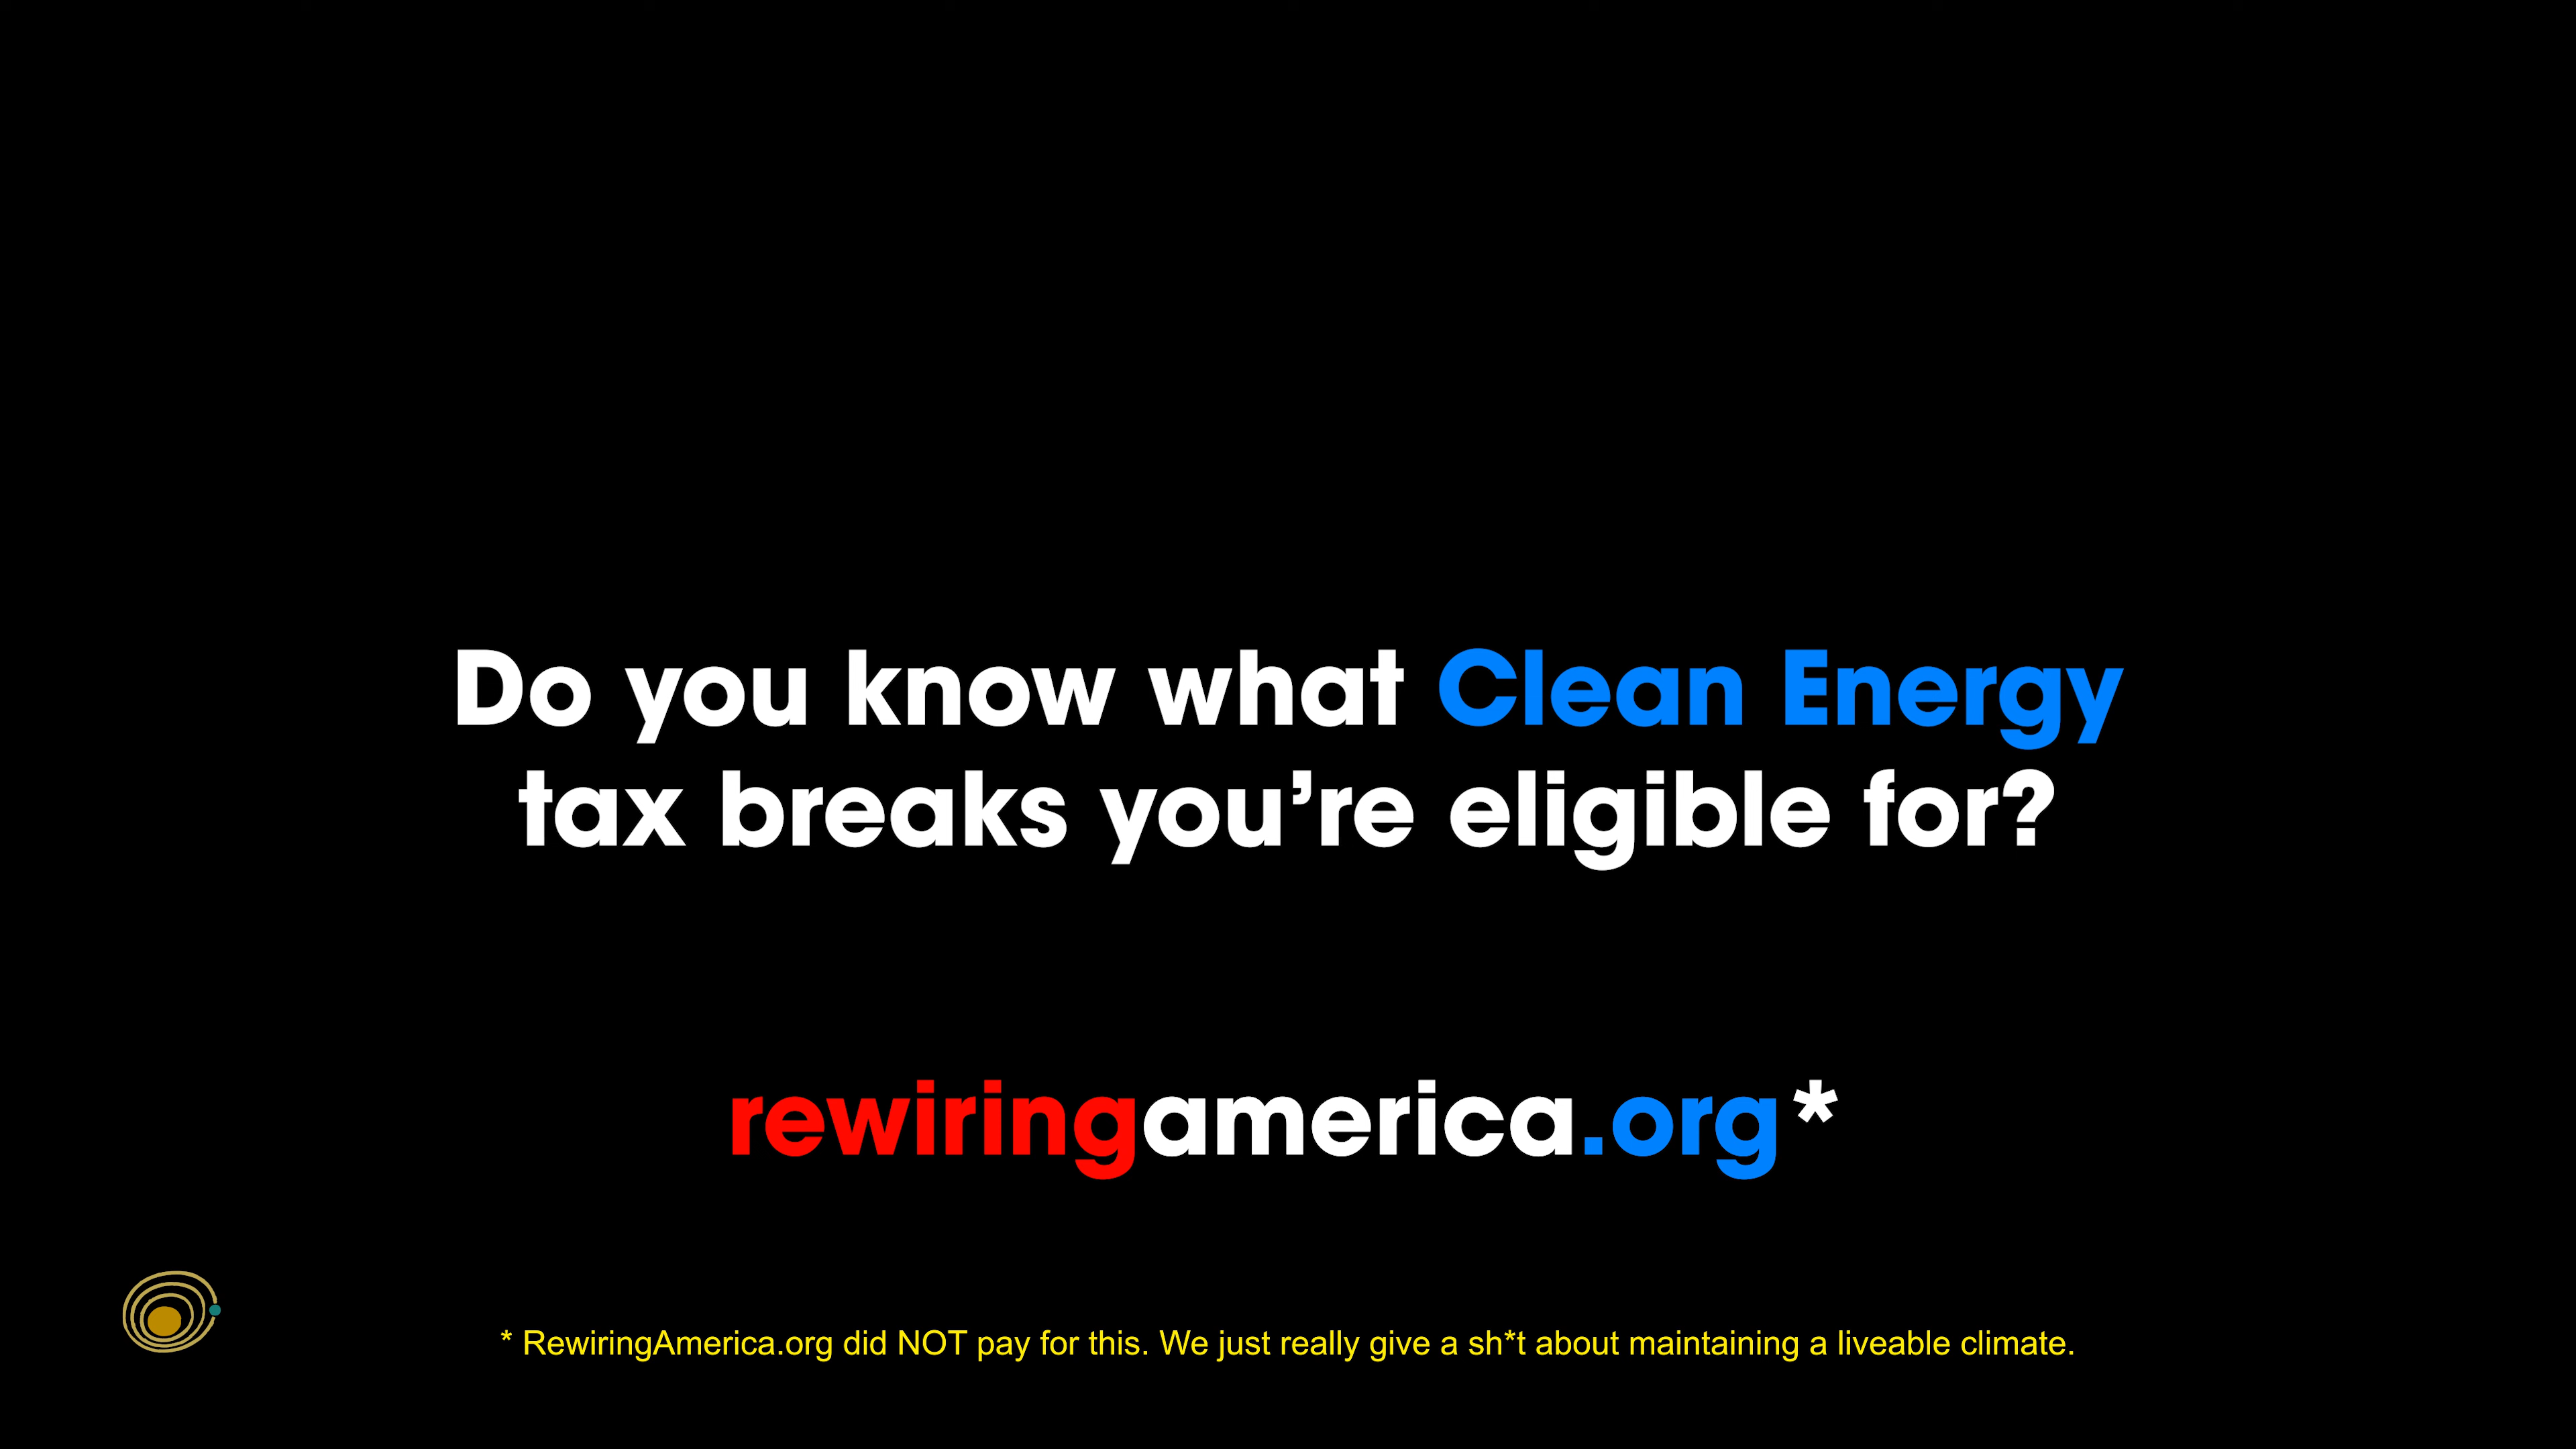 Do you know what Clean Energy
tax breaks you’re eligible for?
rewiringamerica.org*
* RewiringAmerica.org did NOT pay for this. We just really give a sh*t about maintaining a liveable climate.